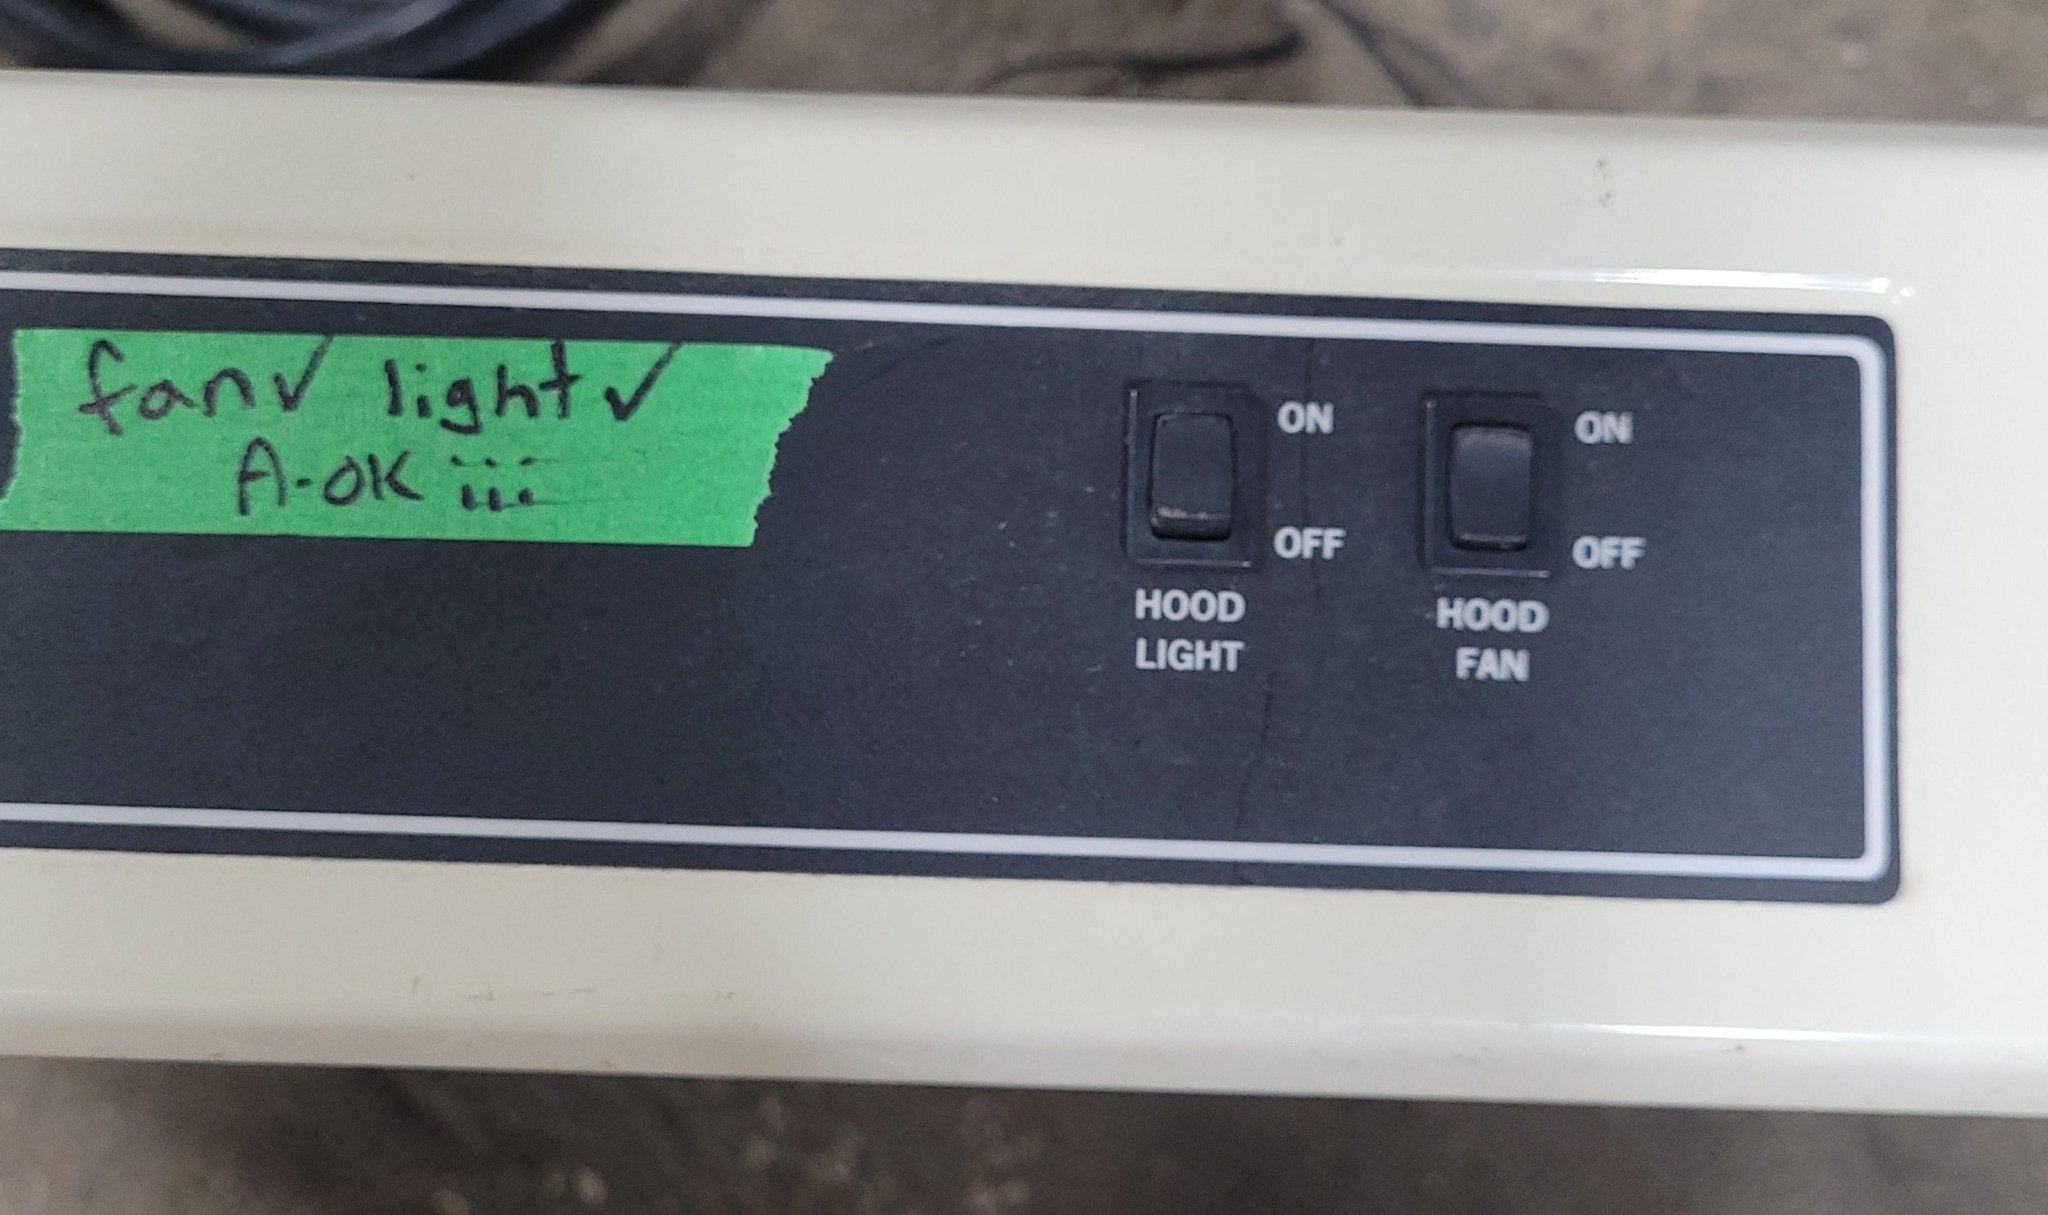 fan✓ light✓
A-OK
ON
OFF
HOOD
LIGHT
ON
OFF
HOOD
FAN